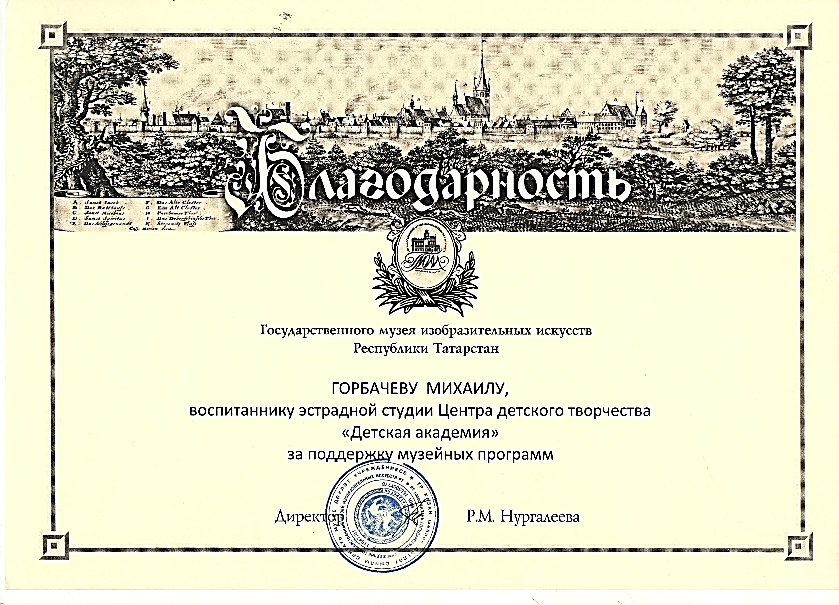 Благодарность
Государственного музея изобразительных искусств
Республики Татарстан
ГОРБАЧЕВУ МИХАИЛУ,
воспитаннику эстрадной студии Центра детского творчества
«Детская академия»
за поддержку музейных программ
Директор Р.М. Нургалеева